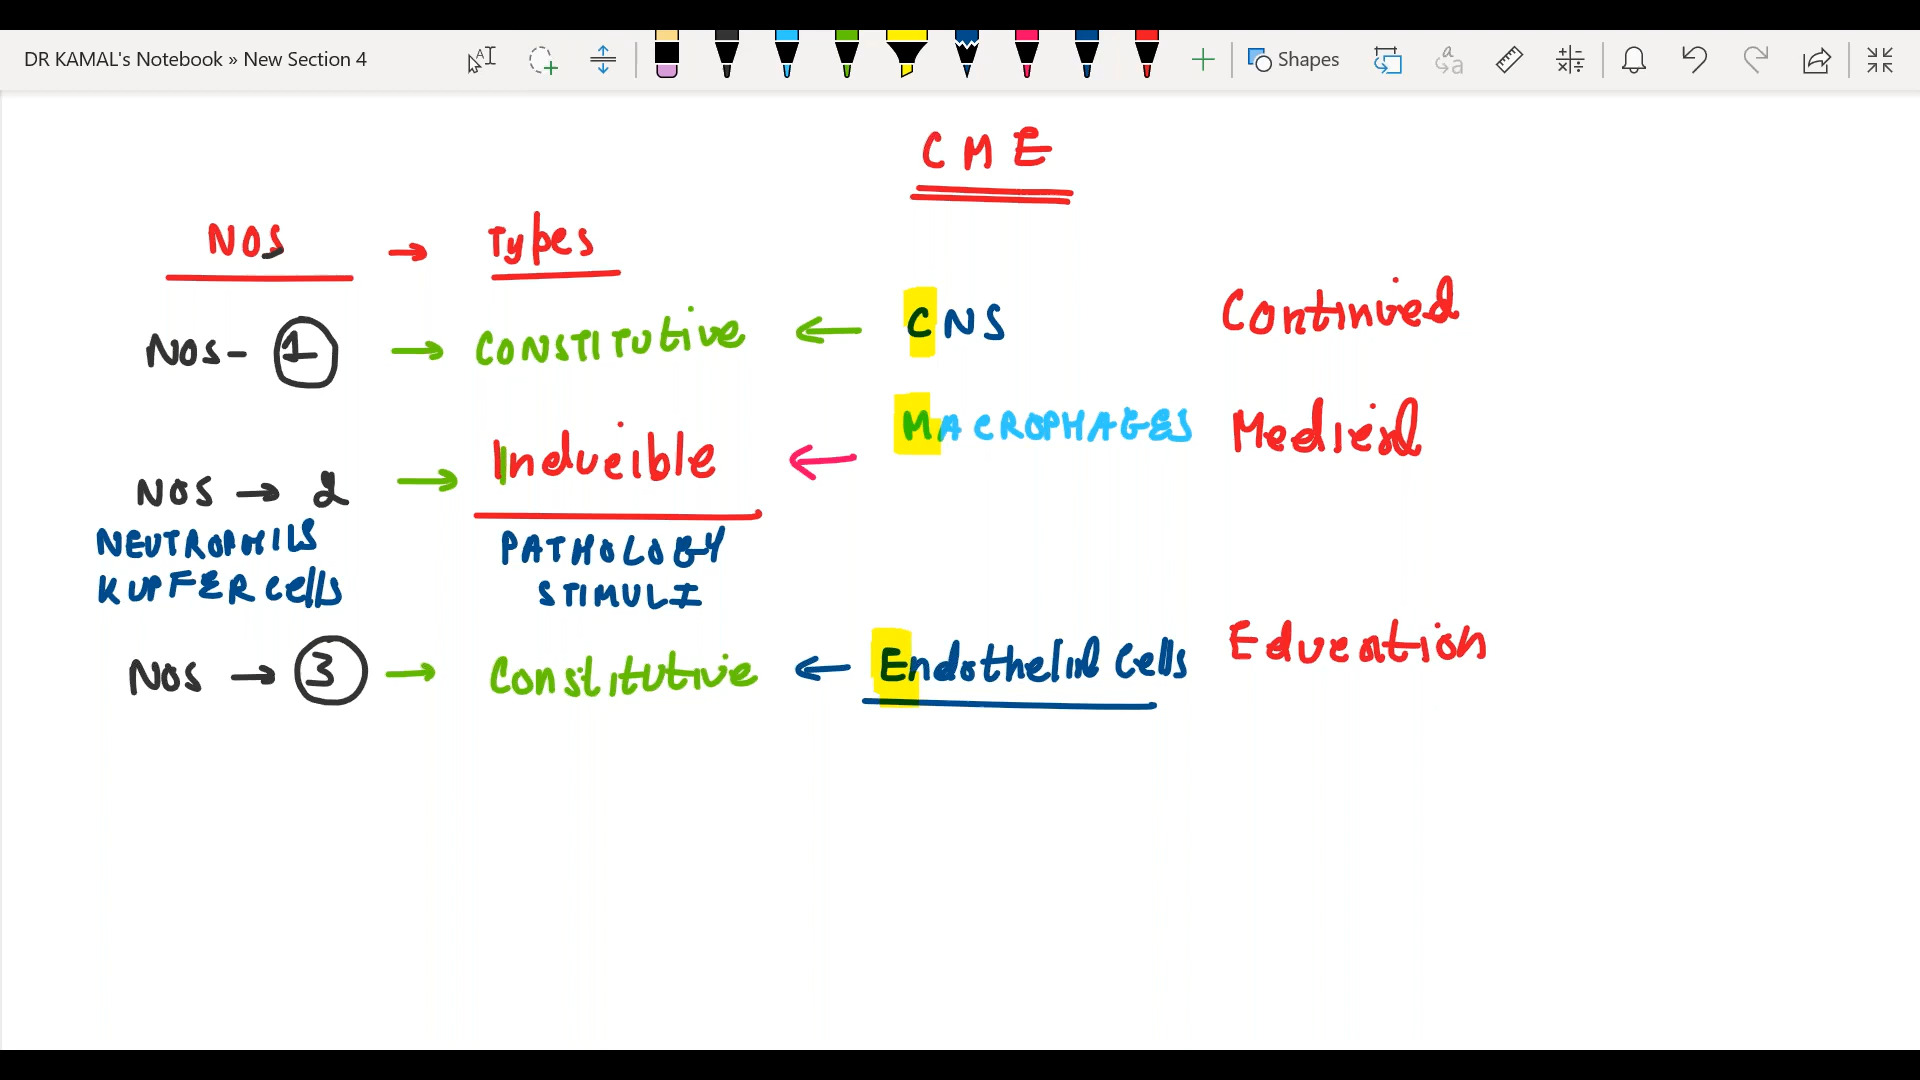 DR KAMAL's Notebook » New Section 4
Shapes
CME
NOS → Types
NOS- 1 → CONSTITUTIVE ← CNS Continued
NOS → 2 → Inducible ← MACROPHAGES Medical
NEUTROPHILS
KUPFER cells
PATHOLOGY
STIMULI
NOS → 3 → Constitutive ← Endothelial Cells Education